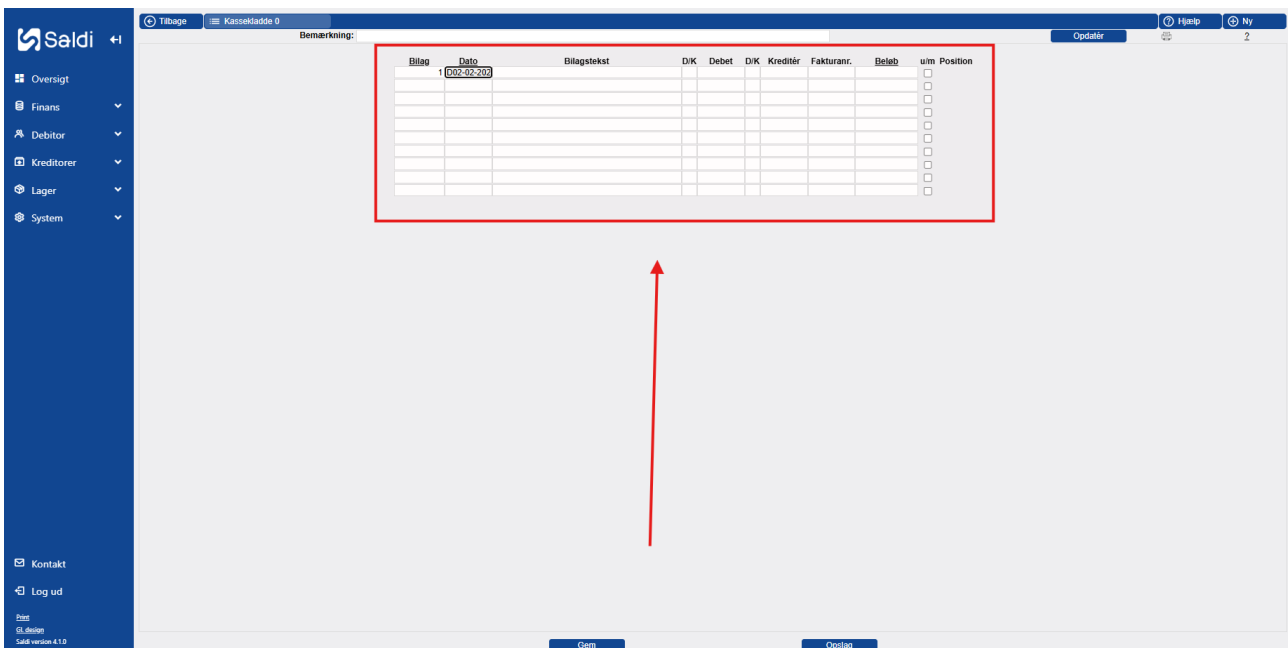 Saldi
Tilbage
Kassekladde 0
Hjælp
Ny
Bemærkning:
Opdatér
2
Bilag Dato Bilagstekst D/K Debet D/K Kreditér Fakturanr. Beløb u/m Position
1 D02-02-202
Oversigt
Finans
Debitor
Kreditorer
Lager
System
Kontakt
Log ud
Print
Gl. design
Saldi version 4.1.0
Gem
Opslag